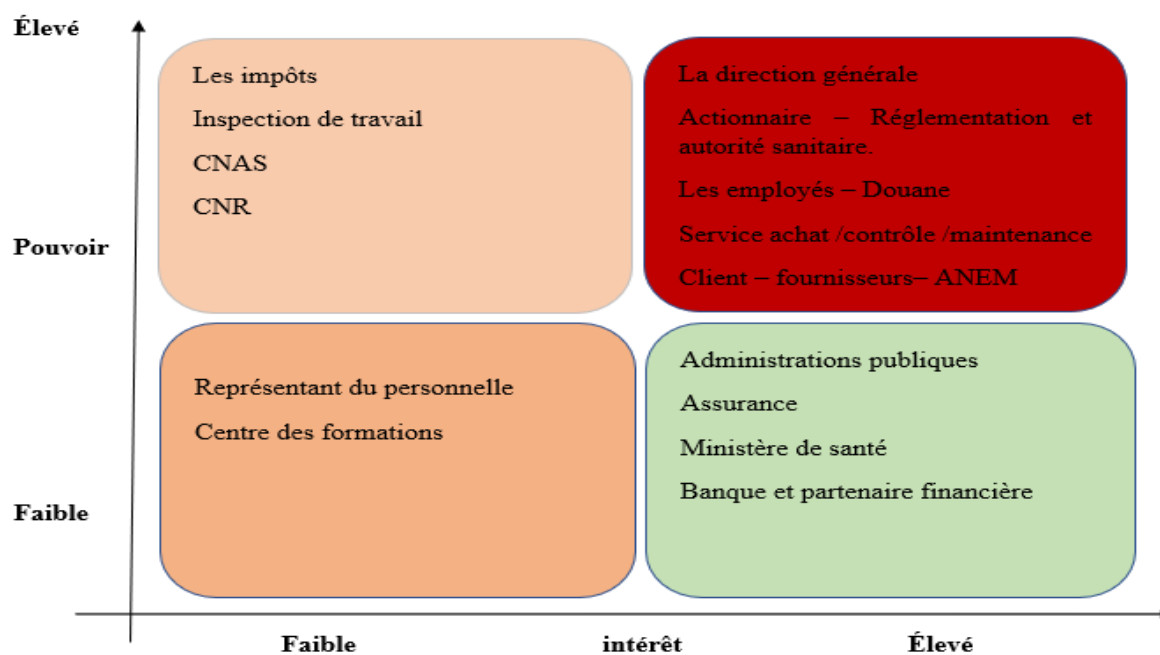 Élevé
Les impôts
Inspection de travail
CNAS
CNR
La direction générale
Actionnaire – Réglementation et
autorité sanitaire.
Les employés – Douane
Service achat /contrôle /maintenance
Client – fournisseurs– ANEM
Pouvoir
Représentant du personnelle
Centre des formations
Administrations publiques
Assurance
Ministère de santé
Banque et partenaire financière
Faible
Faible
intérêt
Élevé